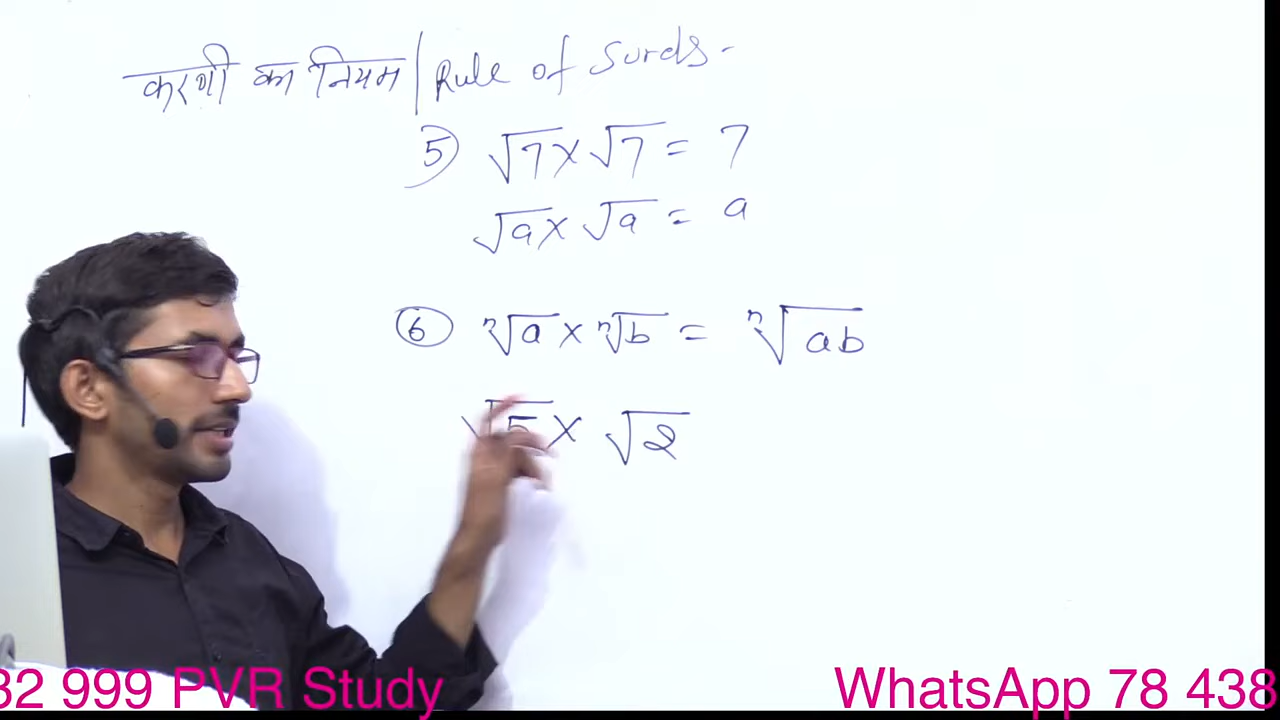 करणी का नियम | Rule of Surds -
5) √7 × √7 = 7
√a × √a = a
6 ⁿ√a × ⁿ√b = ⁿ√ab
√5 × √2
32 999 PVR Study WhatsApp 78 438